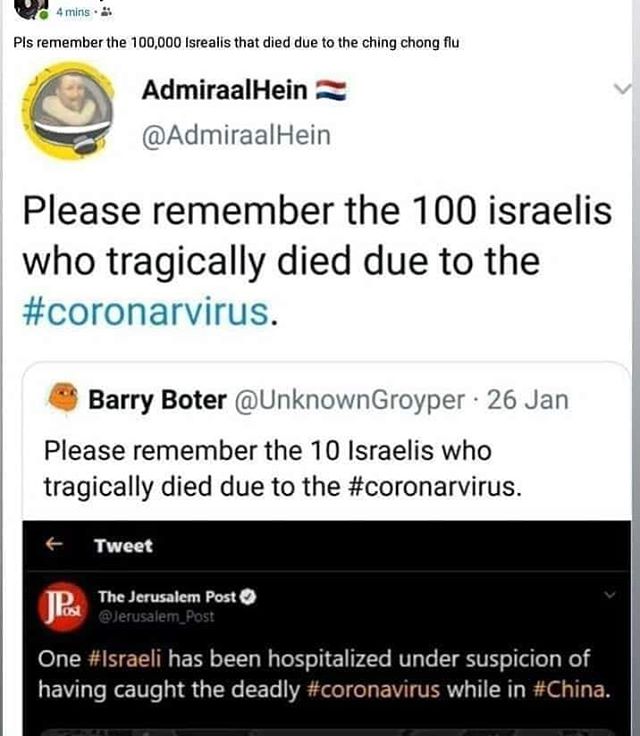 4 mins ·
Pls remember the 100,000 Isrealis that died due to the ching chong flu
AdmiraalHein
@AdmiraalHein
Please remember the 100 israelis
who tragically died due to the
#coronarvirus.
Barry Boter @UnknownGroyper · 26 Jan
Please remember the 10 Israelis who
tragically died due to the #coronarvirus.
Tweet
JPost
The Jerusalem Post
@Jerusalem_Post
One #Israeli has been hospitalized under suspicion of
having caught the deadly #coronavirus while in #China.